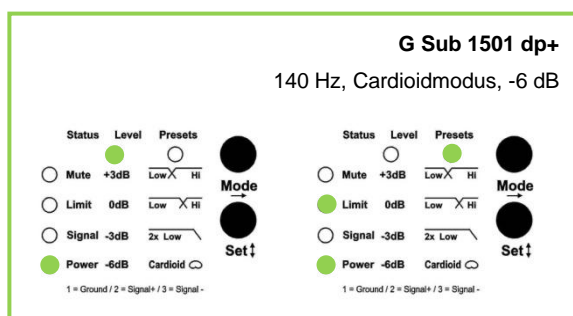 G Sub 1501 dp+
140 Hz, Cardioidmodus, -6 dB
Status Level Presets
Mute +3dB Low Hi
Mode
Limit 0dB Low Hi
Signal -3dB 2x Low
Set
Power -6dB Cardioid
1 = Ground / 2 = Signal+ / 3 = Signal -
Status Level Presets
Mute +3dB Low Hi
Mode
Limit 0dB Low Hi
Signal -3dB 2x Low
Set
Power -6dB Cardioid
1 = Ground / 2 = Signal+ / 3 = Signal -